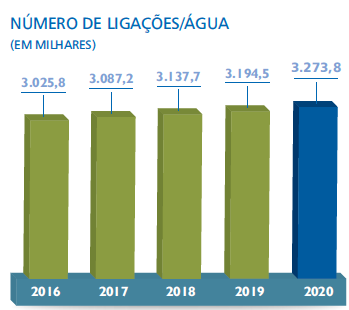 NÚMERO DE LIGAÇÕES/ÁGUA
(EM MILHARES)
3.025,8 3.087,2 3.137,7 3.194,5 3.273,8
2016 2017 2018 2019 2020